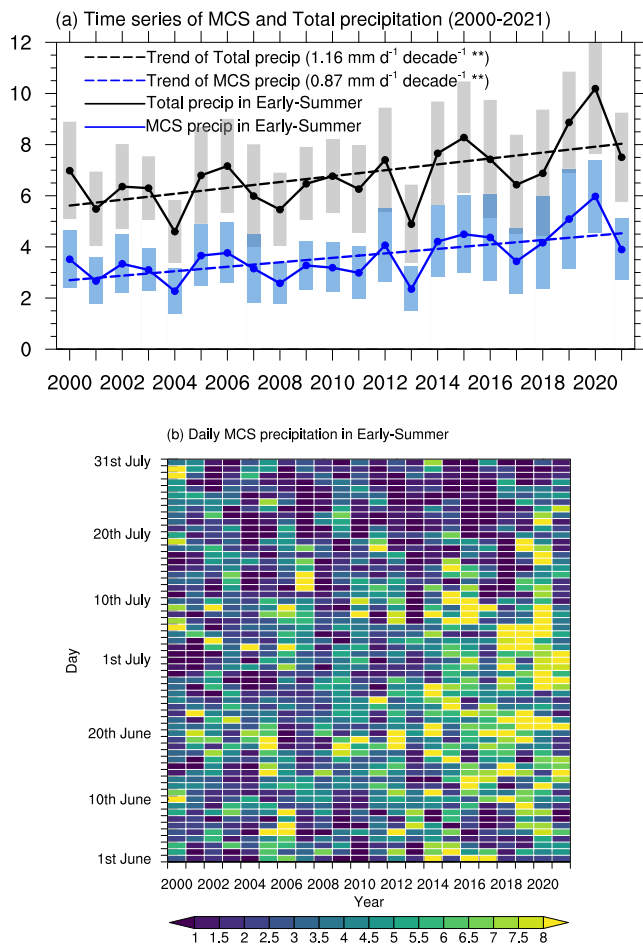 (a) Time series of MCS and Total precipitation (2000-2021)
12
10
8
6
4
2
0
Trend of Total precip (1.16 mm d⁻¹ decade⁻¹ **)
Trend of MCS precip (0.87 mm d⁻¹ decade⁻¹ **)
Total precip in Early-Summer
MCS precip in Early-Summer
2000 2002 2004 2006 2008 2010 2012 2014 2016 2018 2020
(b) Daily MCS precipitation in Early-Summer
31st July
20th July
10th July
1st July
20th June
10th June
1st June
Day
2000 2002 2004 2006 2008 2010 2012 2014 2016 2018 2020
Year
1 1.5 2 2.5 3 3.5 4 4.5 5 5.5 6 6.5 7 7.5 8